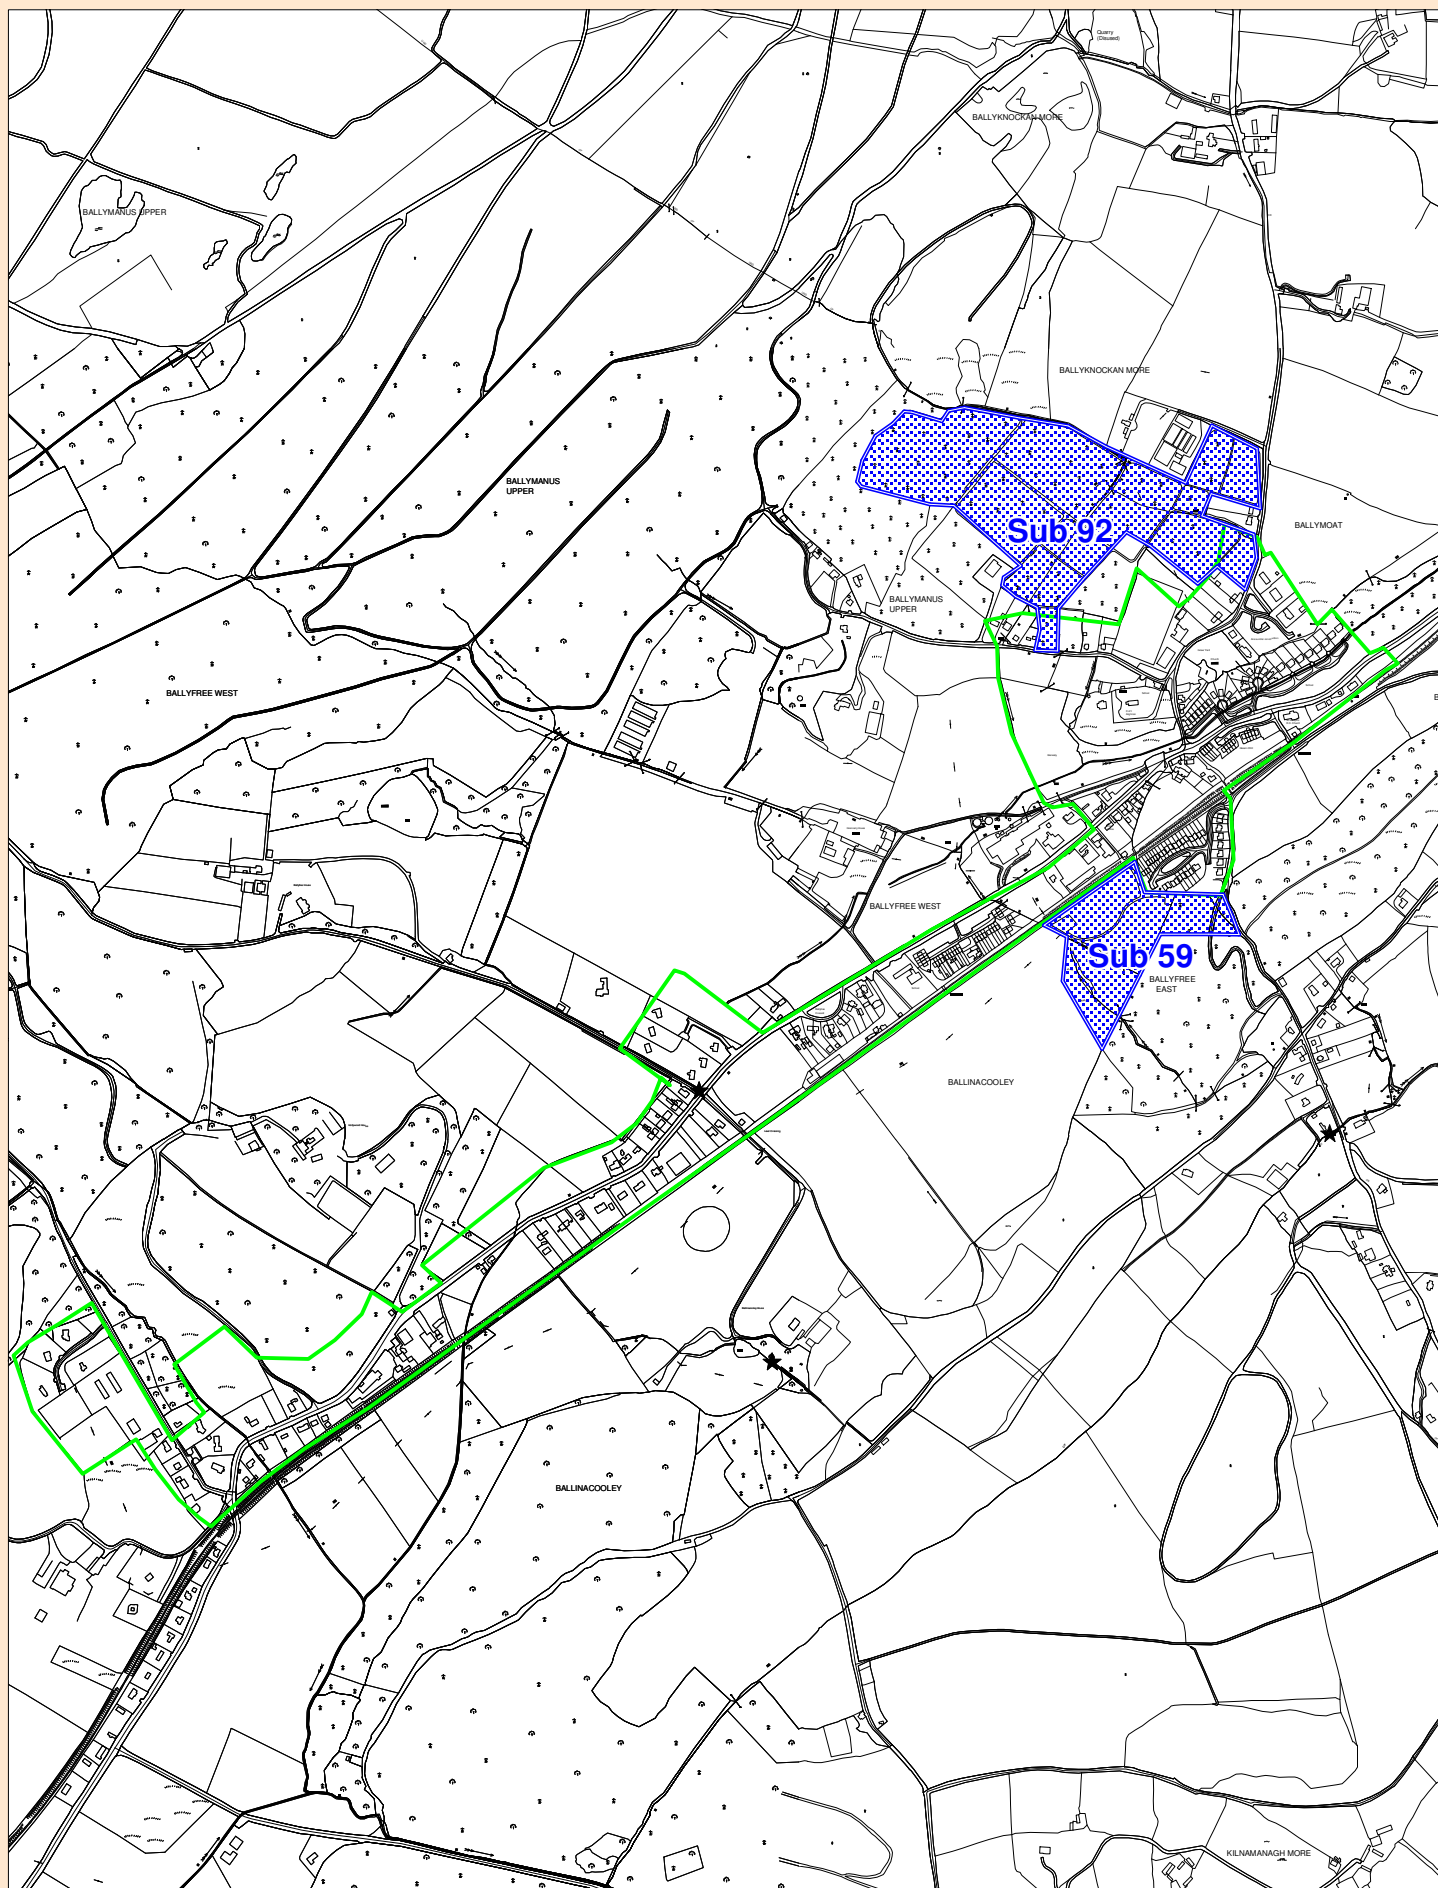 Quarry
(Disused)
BALLYKNOCKAN MORE
BALLYMANUS UPPER
BALLYKNOCKAN MORE
BALLYMANUS
UPPER
Sub 92
BALLYMOAT
BALLYMANUS
UPPER
BALLYFREE WEST
BALLYFREE WEST
Sub 59
BALLYFREE
EAST
BALLINACOOLEY
BALLINACOOLEY
KILNAMANAGH MORE